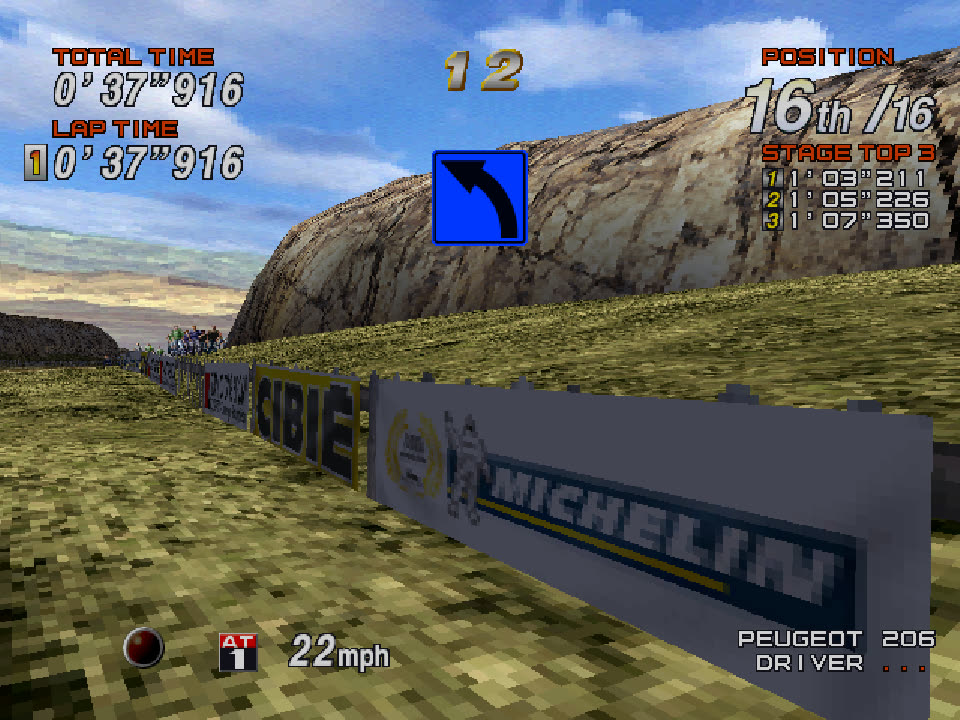 TOTAL TIME
0'37"916
LAP TIME
1 0'37"916
12
POSITION
16th /16
STAGE TOP 3
1 1'03"211
2 1'05"226
3 1'07"350
CIBIE
MICHELIN
AT
1
22mph
PEUGEOT 206
DRIVER ...